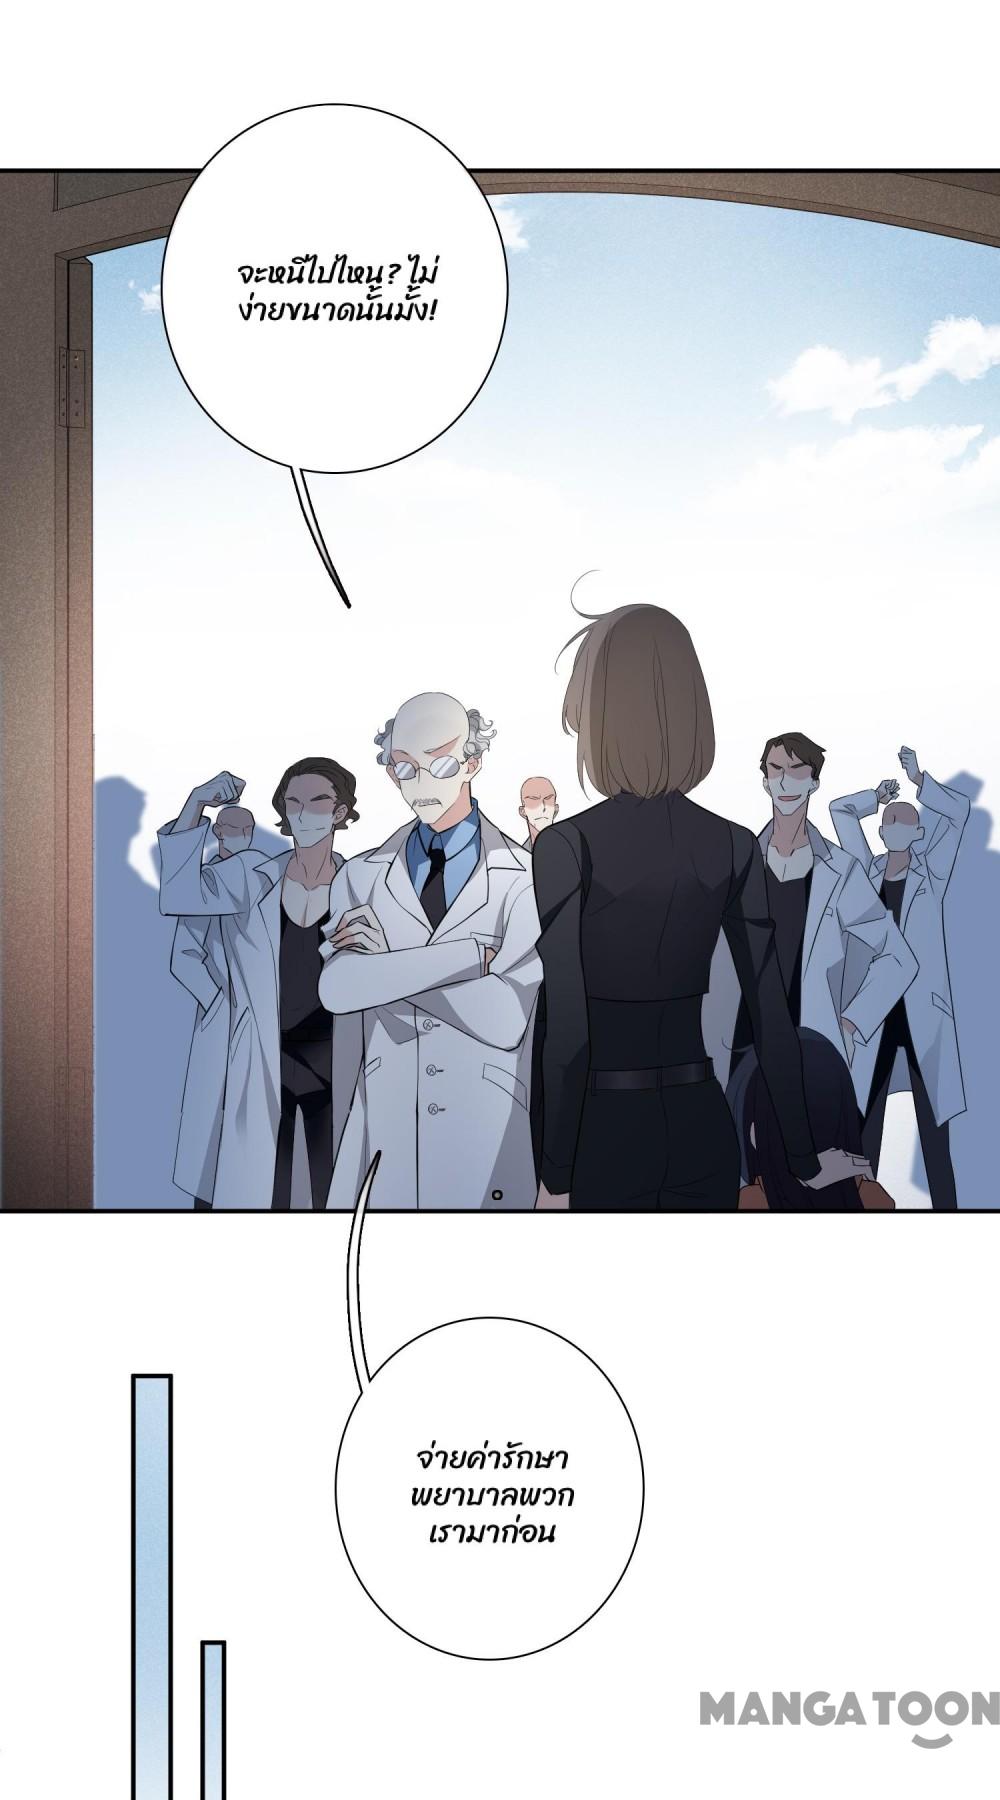 จะหนีไปไหน? ไม่
ง่ายขนาดนั้นมั้ง!
จ่ายค่ารักษา
พยาบาลพวก
เรามาก่อน
MANGATOON